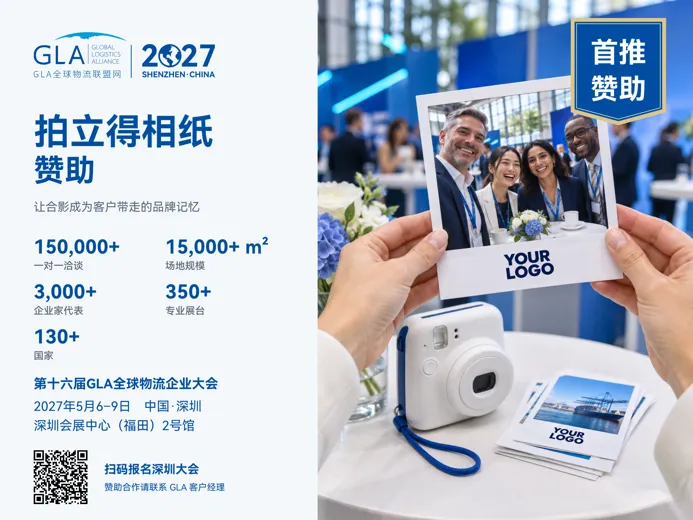 GLA
GLOBAL
LOGISTICS
ALLIANCE
GLA全球物流联盟网
2027
SHENZHEN·CHINA
拍立得相纸
赞助
让合影成为客户带走的品牌记忆
150,000+
一对一洽谈
15,000+ m²
场地规模
3,000+
企业家代表
350+
专业展台
130+
国家
第十六届GLA全球物流企业大会
2027年5月6–9日 中国·深圳
深圳会展中心（福田）2号馆
扫码报名深圳大会
赞助合作请联系 GLA 客户经理
首推
赞助
YOUR
LOGO
YOUR
LOGO